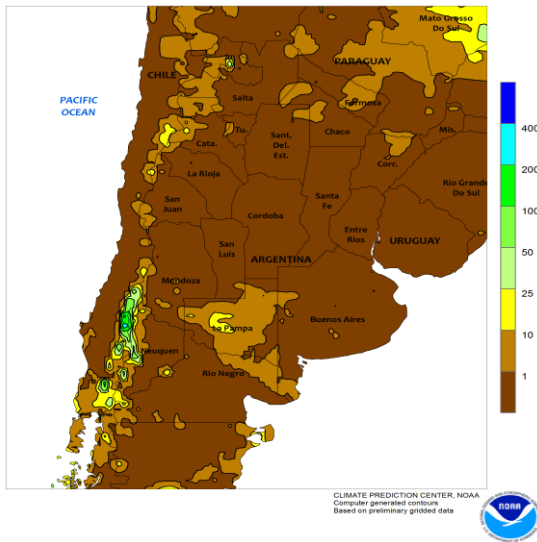 Mato Grosso
Do Sul
PARAGUAY
CHILE
PACIFIC
OCEAN
Salta
Formosa
Tu.
Chaco
Mis.
Cata.
Sant.
Del.
Est.
Corr.
La Rioja
Rio Grande
Do Sul
San
Juan
Santa
Fe
Cordoba
Entre
Rios
URUGUAY
San
Luis
ARGENTINA
Mendoza
Buenos Aires
La Pampa
Neuquen
Rio Negro
400
200
100
50
25
10
1
CLIMATE PREDICTION CENTER, NOAA
Computer generated contours
Based on preliminary gridded data
NOAA